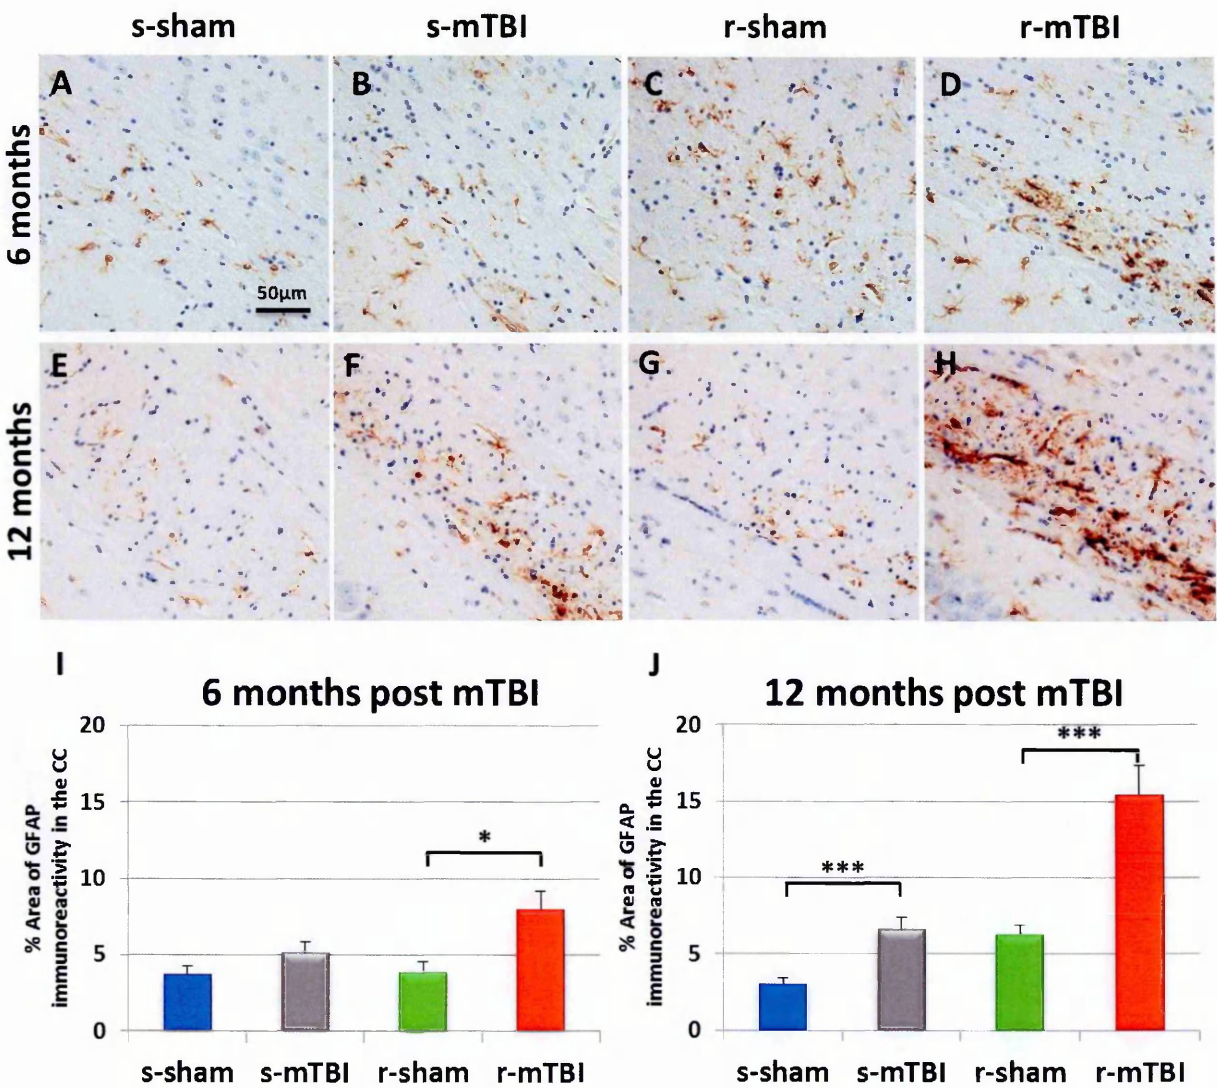 s-sham s-mTBI r-sham r-mTBI
6 months
A B C D
50μm
12 months
E F G H
I J
6 months post mTBI 12 months post mTBI
% Area of GFAP
immunoreactivity in the CC
20
15
10
5
0
*
s-sham s-mTBI r-sham r-mTBI
% Area of GFAP
immunoreactivity in the CC
20
15
10
5
0
***
***
s-sham s-mTBI r-sham r-mTBI